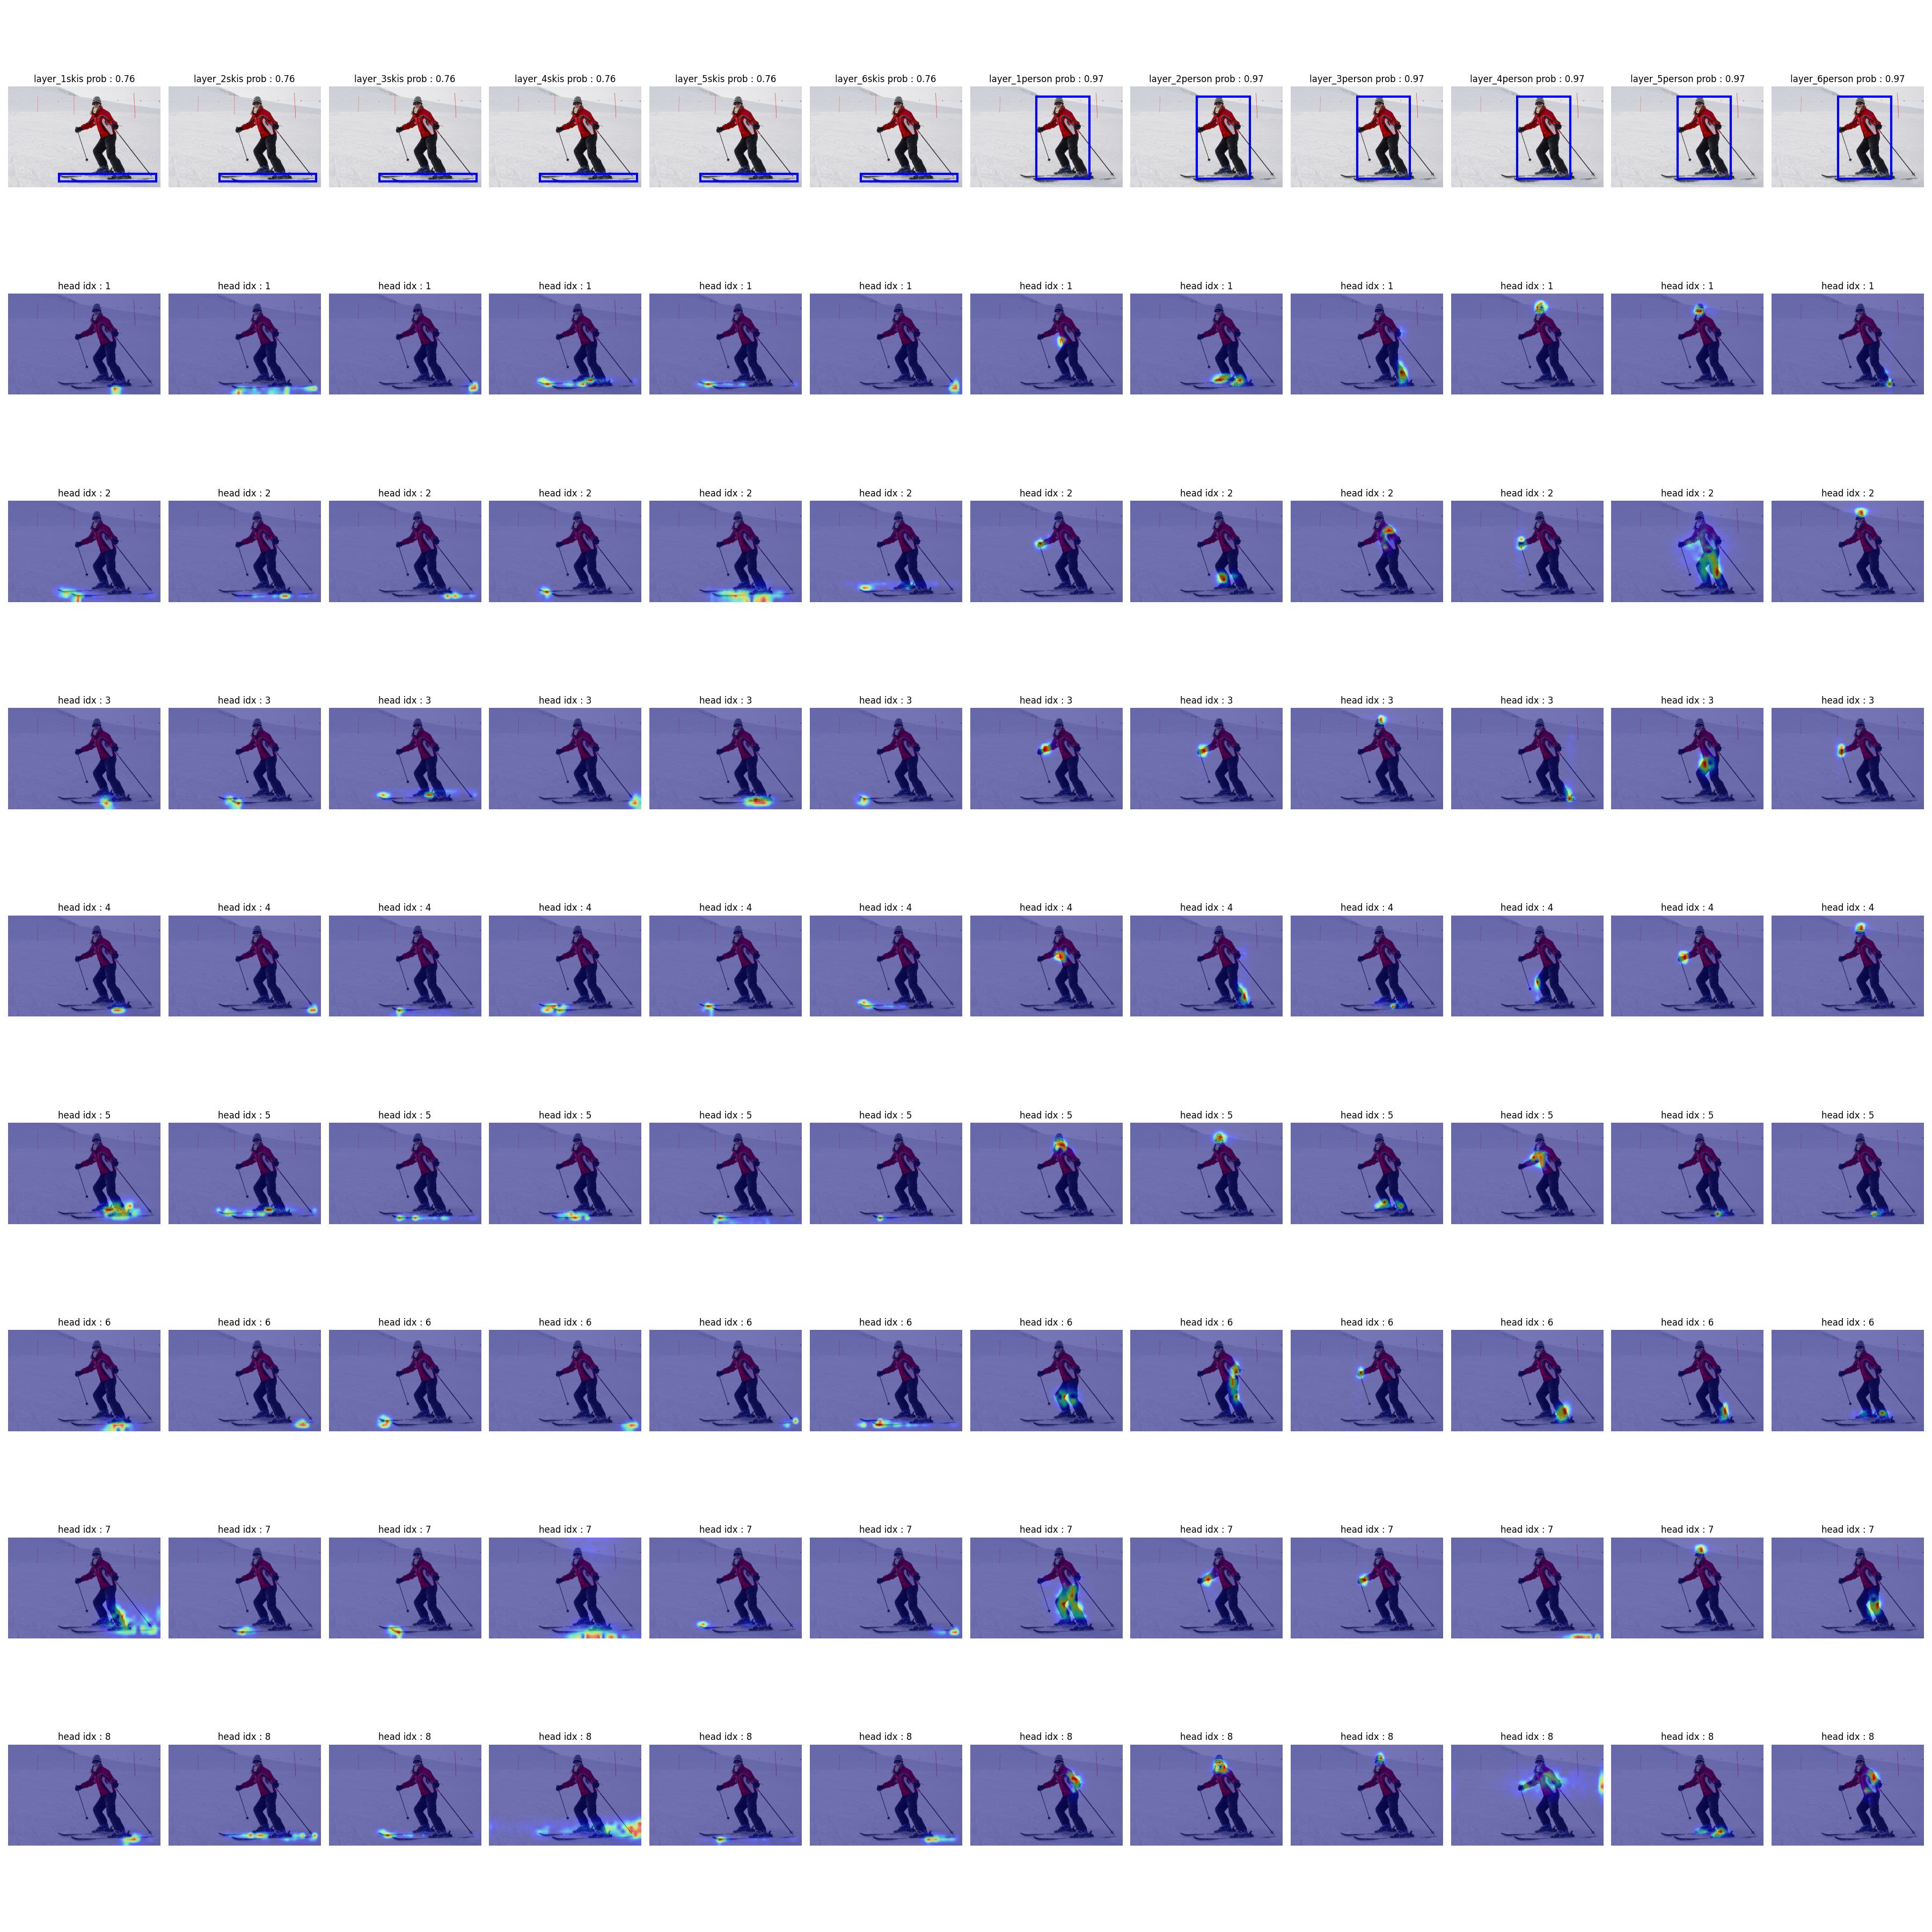 layer_1skis prob : 0.76 layer_2skis prob : 0.76 layer_3skis prob : 0.76 layer_4skis prob : 0.76 layer_5skis prob : 0.76 layer_6skis prob : 0.76 layer_1person prob : 0.97 layer_2person prob : 0.97 layer_3person prob : 0.97 layer_4person prob : 0.97 layer_5person prob : 0.97 layer_6person prob : 0.97
head idx : 1 head idx : 1 head idx : 1 head idx : 1 head idx : 1 head idx : 1 head idx : 1 head idx : 1 head idx : 1 head idx : 1 head idx : 1 head idx : 1
head idx : 2 head idx : 2 head idx : 2 head idx : 2 head idx : 2 head idx : 2 head idx : 2 head idx : 2 head idx : 2 head idx : 2 head idx : 2 head idx : 2
head idx : 3 head idx : 3 head idx : 3 head idx : 3 head idx : 3 head idx : 3 head idx : 3 head idx : 3 head idx : 3 head idx : 3 head idx : 3 head idx : 3
head idx : 4 head idx : 4 head idx : 4 head idx : 4 head idx : 4 head idx : 4 head idx : 4 head idx : 4 head idx : 4 head idx : 4 head idx : 4 head idx : 4
head idx : 5 head idx : 5 head idx : 5 head idx : 5 head idx : 5 head idx : 5 head idx : 5 head idx : 5 head idx : 5 head idx : 5 head idx : 5 head idx : 5
head idx : 6 head idx : 6 head idx : 6 head idx : 6 head idx : 6 head idx : 6 head idx : 6 head idx : 6 head idx : 6 head idx : 6 head idx : 6 head idx : 6
head idx : 7 head idx : 7 head idx : 7 head idx : 7 head idx : 7 head idx : 7 head idx : 7 head idx : 7 head idx : 7 head idx : 7 head idx : 7 head idx : 7
head idx : 8 head idx : 8 head idx : 8 head idx : 8 head idx : 8 head idx : 8 head idx : 8 head idx : 8 head idx : 8 head idx : 8 head idx : 8 head idx : 8